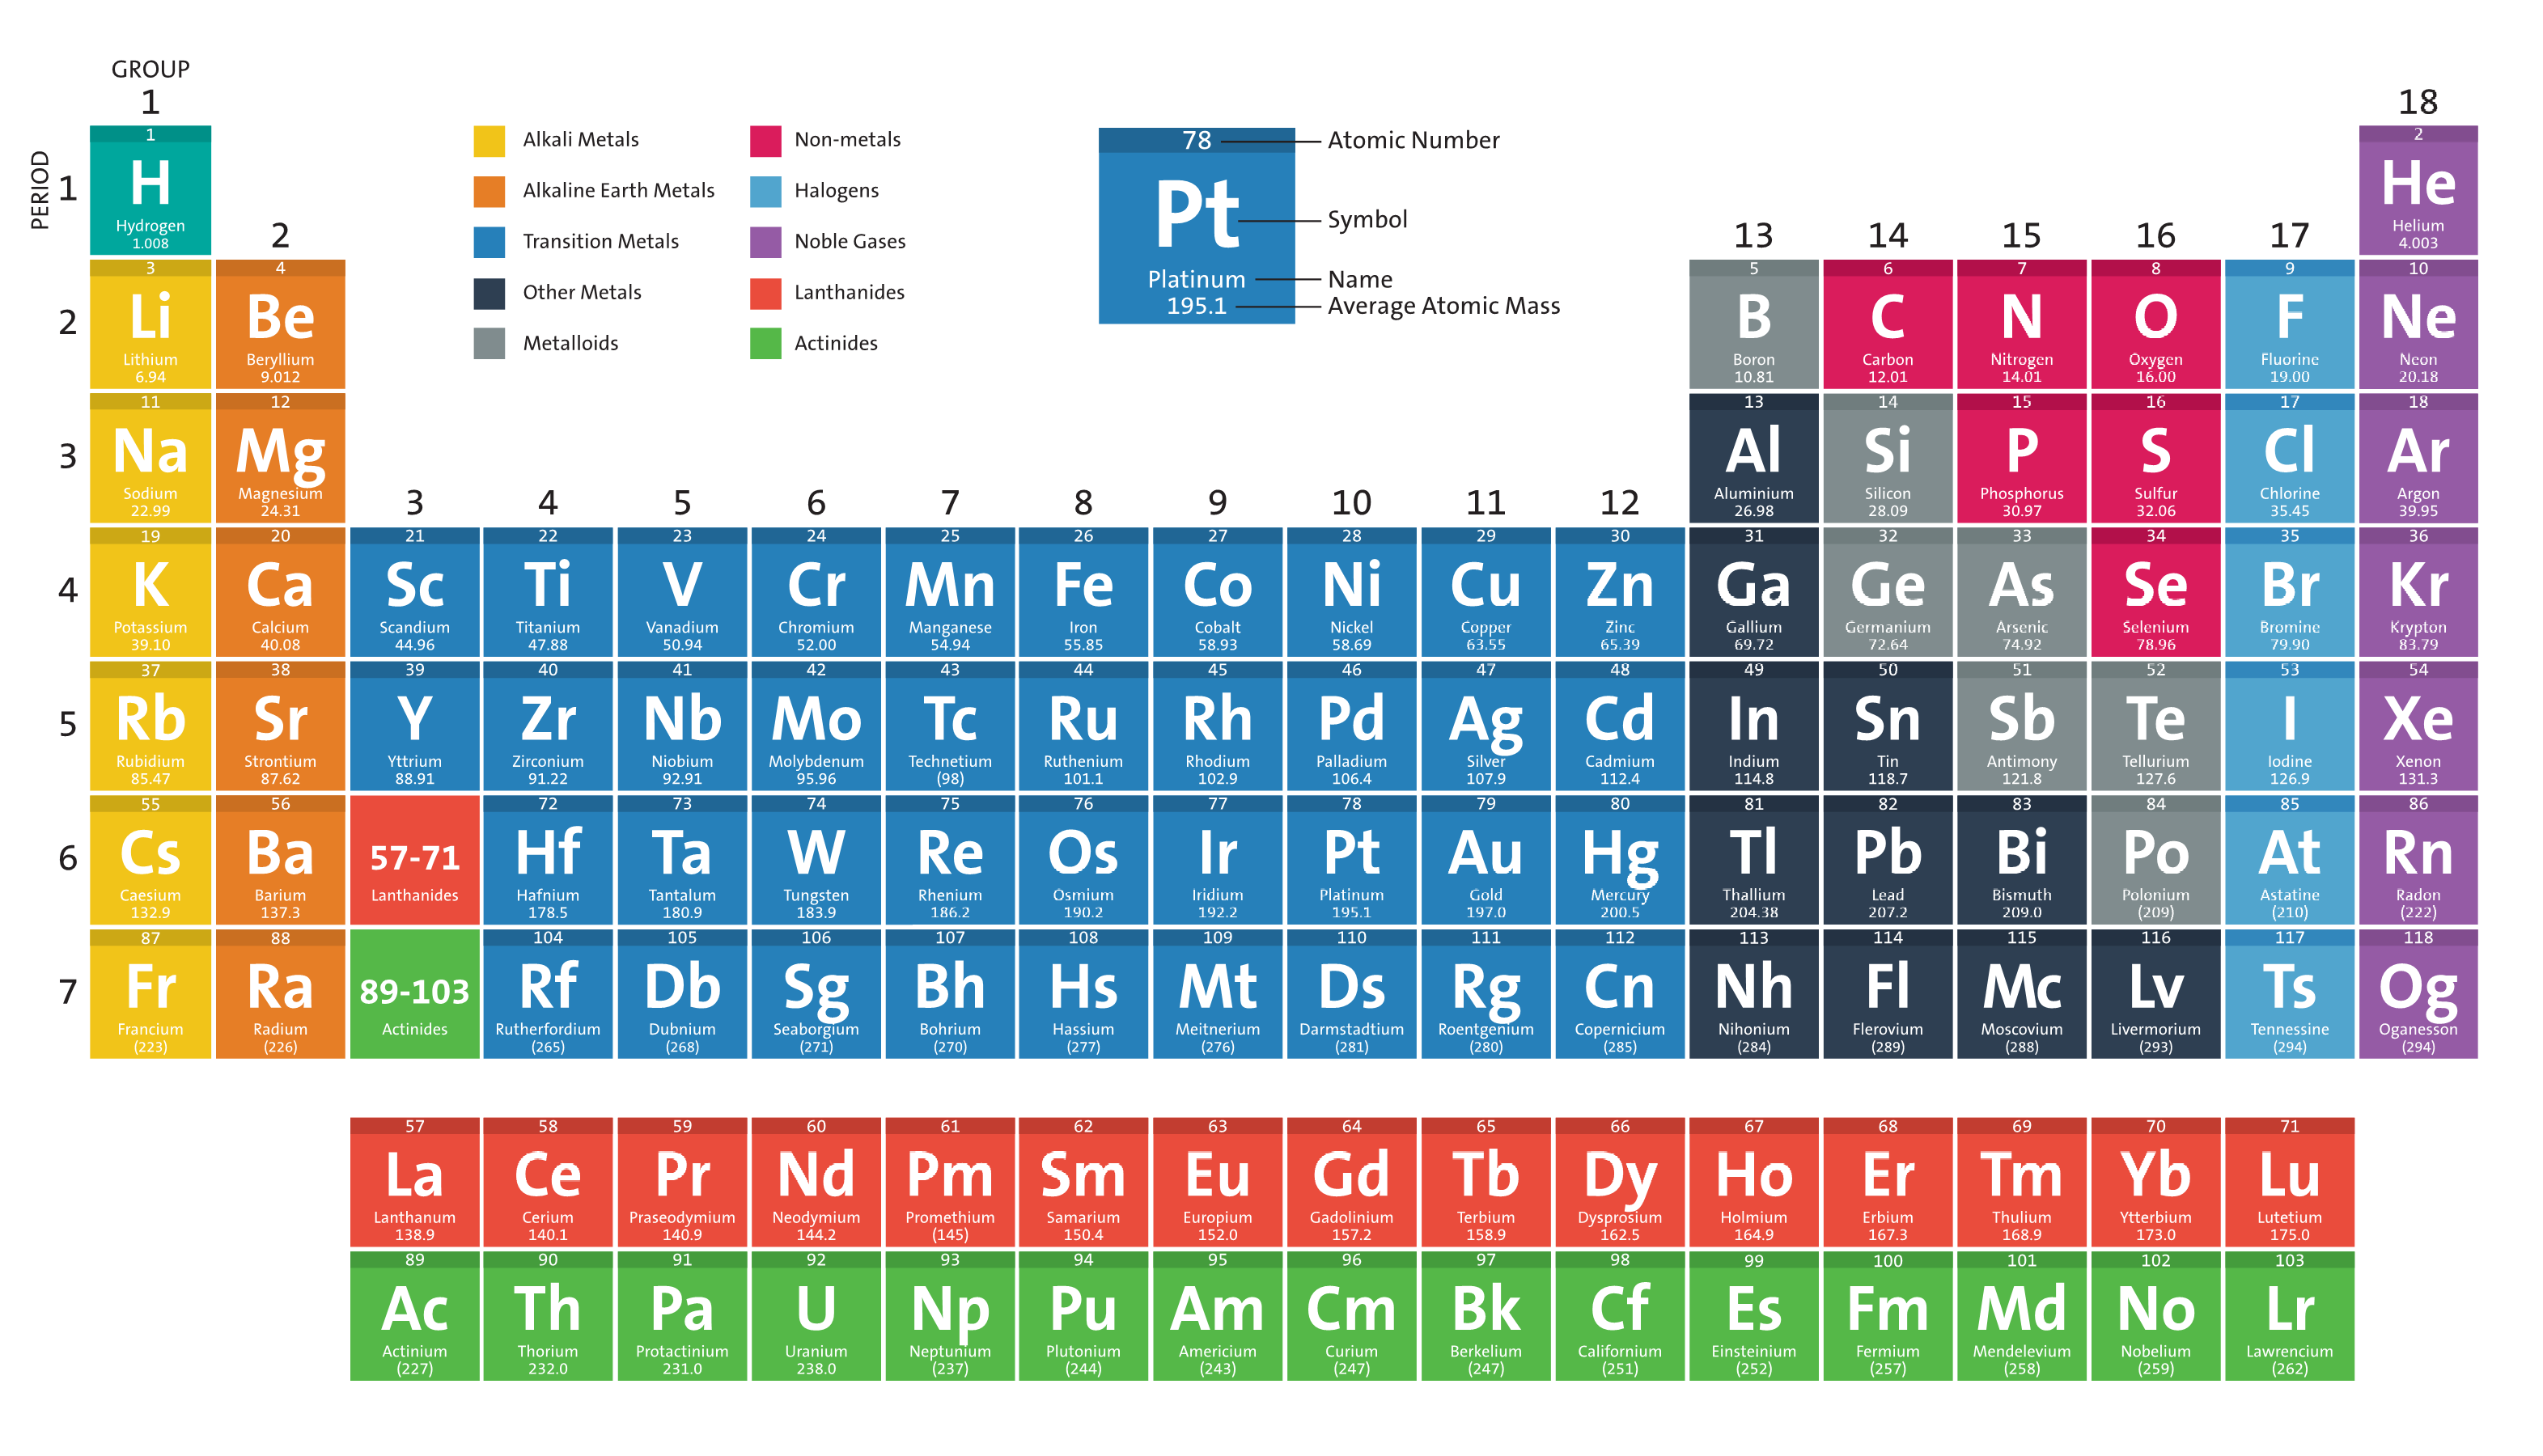 GROUP
1
18
PERIOD
1
1
H
Hydrogen
1.008
Alkali Metals
Alkaline Earth Metals
Transition Metals
Other Metals
Metalloids
Non-metals
Halogens
Noble Gases
Lanthanides
Actinides
78
Pt
Platinum
195.1
Atomic Number
Symbol
Name
Average Atomic Mass
2
He
Helium
4.003
2
13
14
15
16
17
2
3
Li
Lithium
6.94
4
Be
Beryllium
9.012
5
B
Boron
10.81
6
C
Carbon
12.01
7
N
Nitrogen
14.01
8
O
Oxygen
16.00
9
F
Fluorine
19.00
10
Ne
Neon
20.18
3
11
Na
Sodium
22.99
12
Mg
Magnesium
24.31
13
Al
Aluminium
26.98
14
Si
Silicon
28.09
15
P
Phosphorus
30.97
16
S
Sulfur
32.06
17
Cl
Chlorine
35.45
18
Ar
Argon
39.95
3
4
5
6
7
8
9
10
11
12
4
19
K
Potassium
39.10
20
Ca
Calcium
40.08
21
Sc
Scandium
44.96
22
Ti
Titanium
47.88
23
V
Vanadium
50.94
24
Cr
Chromium
52.00
25
Mn
Manganese
54.94
26
Fe
Iron
55.85
27
Co
Cobalt
58.93
28
Ni
Nickel
58.69
29
Cu
Copper
63.55
30
Zn
Zinc
65.39
31
Ga
Gallium
69.72
32
Ge
Germanium
72.64
33
As
Arsenic
74.92
34
Se
Selenium
78.96
35
Br
Bromine
79.90
36
Kr
Krypton
83.79
5
37
Rb
Rubidium
85.47
38
Sr
Strontium
87.62
39
Y
Yttrium
88.91
40
Zr
Zirconium
91.22
41
Nb
Niobium
92.91
42
Mo
Molybdenum
95.96
43
Tc
Technetium
(98)
44
Ru
Ruthenium
101.1
45
Rh
Rhodium
102.9
46
Pd
Palladium
106.4
47
Ag
Silver
107.9
48
Cd
Cadmium
112.4
49
In
Indium
114.8
50
Sn
Tin
118.7
51
Sb
Antimony
121.8
52
Te
Tellurium
127.6
53
I
Iodine
126.9
54
Xe
Xenon
131.3
6
55
Cs
Caesium
132.9
56
Ba
Barium
137.3
57-71
Lanthanides
72
Hf
Hafnium
178.5
73
Ta
Tantalum
180.9
74
W
Tungsten
183.9
75
Re
Rhenium
186.2
76
Os
Osmium
190.2
77
Ir
Iridium
192.2
78
Pt
Platinum
195.1
79
Au
Gold
197.0
80
Hg
Mercury
200.5
81
Tl
Thallium
204.38
82
Pb
Lead
207.2
83
Bi
Bismuth
209.0
84
Po
Polonium
(209)
85
At
Astatine
(210)
86
Rn
Radon
(222)
7
87
Fr
Francium
(223)
88
Ra
Radium
(226)
89-103
Actinides
104
Rf
Rutherfordium
(265)
105
Db
Dubnium
(268)
106
Sg
Seaborgium
(271)
107
Bh
Bohrium
(270)
108
Hs
Hassium
(277)
109
Mt
Meitnerium
(276)
110
Ds
Darmstadtium
(281)
111
Rg
Roentgenium
(280)
112
Cn
Copernicium
(285)
113
Nh
Nihonium
(284)
114
Fl
Flerovium
(289)
115
Mc
Moscovium
(288)
116
Lv
Livermorium
(293)
117
Ts
Tennessine
(294)
118
Og
Oganesson
(294)
57
La
Lanthanum
138.9
58
Ce
Cerium
140.1
59
Pr
Praseodymium
140.9
60
Nd
Neodymium
144.2
61
Pm
Promethium
(145)
62
Sm
Samarium
150.4
63
Eu
Europium
152.0
64
Gd
Gadolinium
157.2
65
Tb
Terbium
158.9
66
Dy
Dysprosium
162.5
67
Ho
Holmium
164.9
68
Er
Erbium
167.3
69
Tm
Thulium
168.9
70
Yb
Ytterbium
173.0
71
Lu
Lutetium
175.0
89
Ac
Actinium
(227)
90
Th
Thorium
232.0
91
Pa
Protactinium
231.0
92
U
Uranium
238.0
93
Np
Neptunium
(237)
94
Pu
Plutonium
(244)
95
Am
Americium
(243)
96
Cm
Curium
(247)
97
Bk
Berkelium
(247)
98
Cf
Californium
(251)
99
Es
Einsteinium
(252)
100
Fm
Fermium
(257)
101
Md
Mendelevium
(258)
102
No
Nobelium
(259)
103
Lr
Lawrencium
(262)